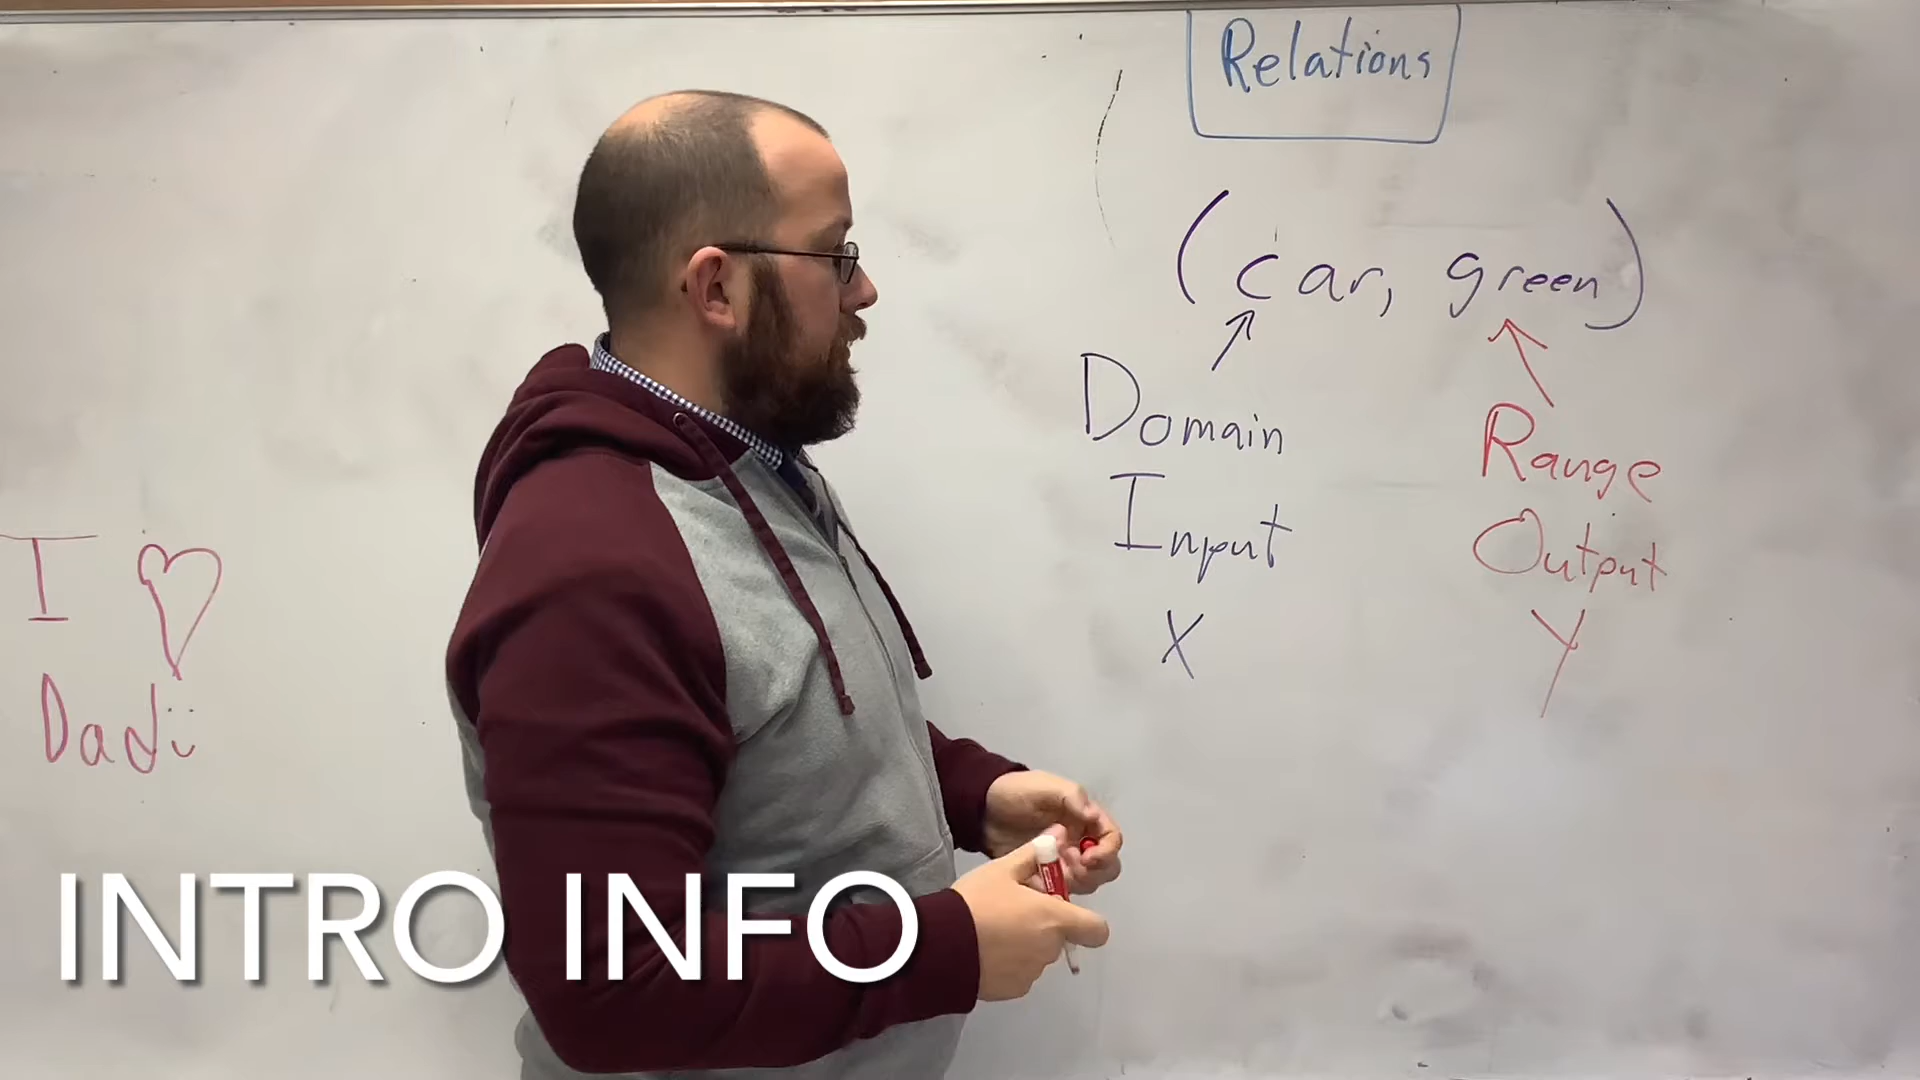 Relations
(car, green)
Domain
Range
Input
Output
X
Y
I ♡
Dad
INTRO INFO